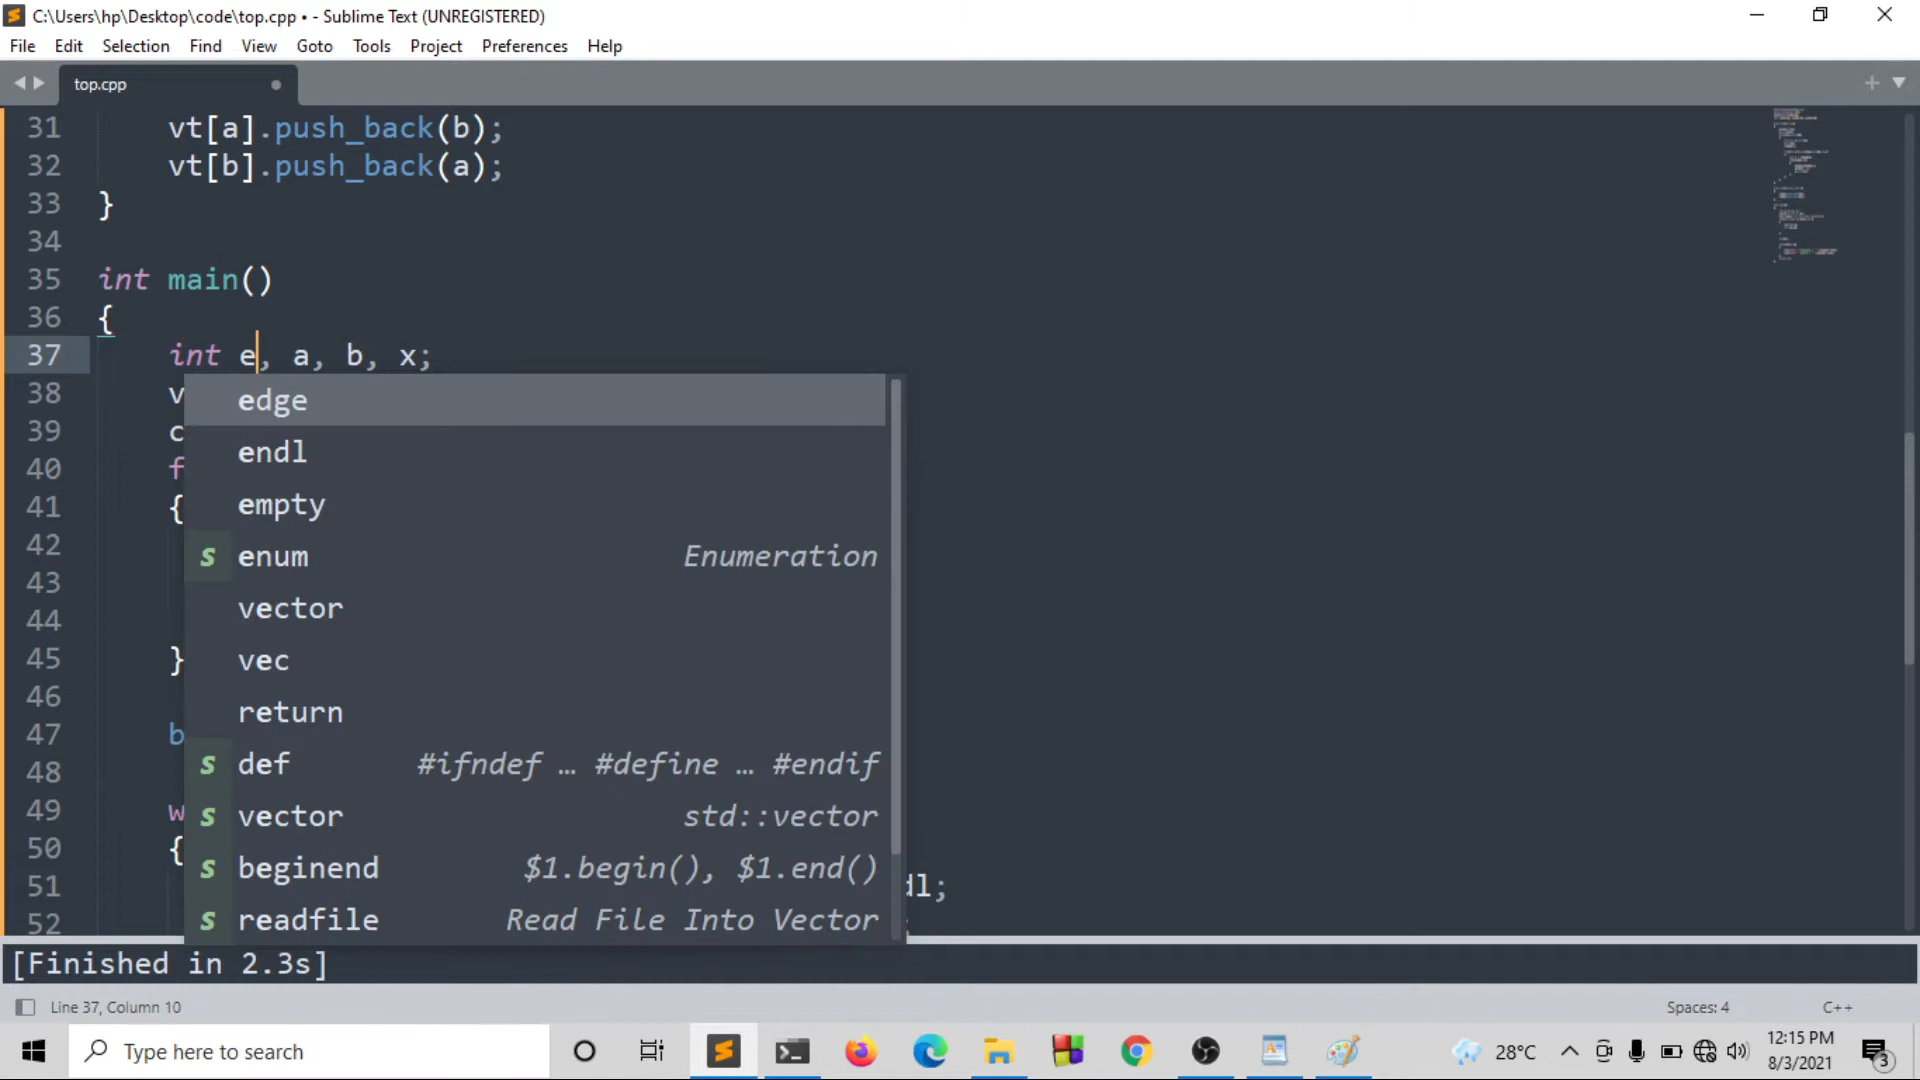 C:\Users\hp\Desktop\code\top.cpp • - Sublime Text (UNREGISTERED)
File Edit Selection Find View Goto Tools Project Preferences Help
top.cpp
31 vt[a].push_back(b);
32 vt[b].push_back(a);
33 }
34
35 int main()
36 {
37 int e, a, b, x;
38 v
39 c
40 f
41 {
42
43
44
45 }
46
47 b
48
49 w
50 {
51 dl;
52
edge
endl
empty
s enum Enumeration
vector
vec
return
s def #ifndef … #define … #endif
s vector std::vector
s beginend $1.begin(), $1.end()
s readfile Read File Into Vector
[Finished in 2.3s]
Line 37, Column 10 Spaces: 4 C++
Type here to search
28°C
12:15 PM
8/3/2021
3